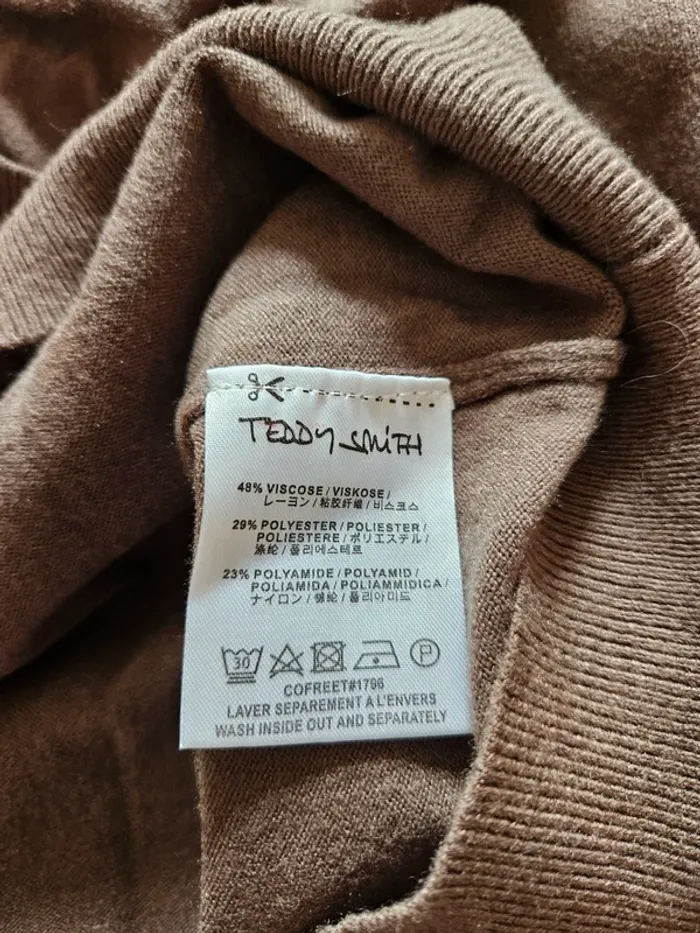 TEDDY SMITH
48% VISCOSE / VISKOSE /
レーヨン / 粘胶纤维 / 비스코스
29% POLYESTER / POLIESTER /
POLIESTERE / ポリエステル /
涤纶 / 폴리에스테르
23% POLYAMIDE / POLYAMID /
POLIAMIDA / POLIAMMIDICA /
ナイロン / 锦纶 / 폴리아미드
30 P
COFREET#1796
LAVER SEPAREMENT A L'ENVERS
WASH INSIDE OUT AND SEPARATELY